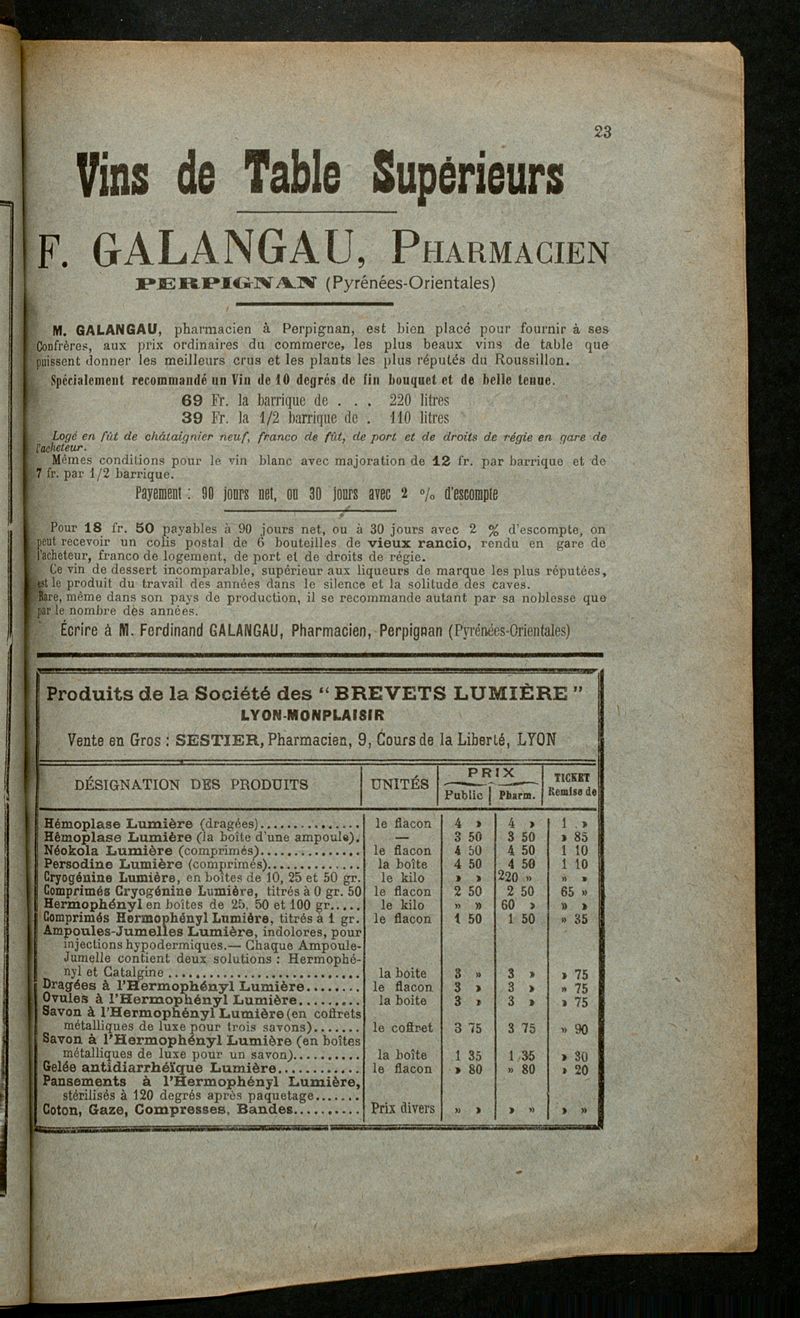 23
Vins de Table Supérieurs
F. GALANGAU, PHARMACIEN
PERPIGNAN (Pyrénées-Orientales)
M. GALANGAU, pharmacien à Perpignan, est bien placé pour fournir à ses
Confrères, aux prix ordinaires du commerce, les plus beaux vins de table que
puissent donner les meilleurs crus et les plants les plus réputés du Roussillon.
Spécialement recommandé un Vin de 10 degrés de fin bouquet et de belle tenue.
69 Fr. la barrique de . . . 220 litres
39 Fr. la 1/2 barrique de . 110 litres
Logé en fût de châtaignier neuf, franco de fût, de port et de droits de régie en gare de
l'acheteur.
Mêmes conditions pour le vin blanc avec majoration de 12 fr. par barrique et de
7 fr. par 1/2 barrique.
Payement : 90 jours net, ou 30 jours avec 2 % d'escompte
Pour 18 fr. 50 payables à 90 jours net, ou à 30 jours avec 2 % d'escompte, on
peut recevoir un colis postal de 6 bouteilles de vieux rancio, rendu en gare de
l'acheteur, franco de logement, de port et de droits de régie.
Ce vin de dessert incomparable, supérieur aux liqueurs de marque les plus réputées,
est le produit du travail des années dans le silence et la solitude des caves.
Rare, même dans son pays de production, il se recommande autant par sa noblesse que
par le nombre des années.
Écrire à M. Ferdinand GALANGAU, Pharmacien, Perpignan (Pyrénées-Orientales)
Produits de la Société des “ BREVETS LUMIÈRE ”
LYON-MONPLAISIR
Vente en Gros : SESTIER, Pharmacien, 9, Cours de la Liberté, LYON
DÉSIGNATION DES PRODUITS UNITÉS PRIX Public Pharm. TICKET Remise de
Hémoplase Lumière (dragées)............... le flacon 4 » 4 » 1 »
Hémoplase Lumière (la boîte d'une ampoule). — 3 50 3 50 » 85
Néokola Lumière (comprimés)............... le flacon 4 50 4 50 1 10
Persodine Lumière (comprimés).............. la boîte 4 50 4 50 1 10
Cryogénine Lumière, en boîtes de 10, 25 et 50 gr. le kilo » » 220 » » »
Comprimés Cryogénine Lumière, titrés à 0 gr. 50 le flacon 2 50 2 50 65 »
Hermophényl en boîtes de 25, 50 et 100 gr..... le kilo » » 60 » » »
Comprimés Hermophényl Lumière, titrés à 1 gr. le flacon 1 50 1 50 » 35
Ampoules-Jumelles Lumière, indolores, pour
injections hypodermiques.— Chaque Ampoule-
Jumelle contient deux solutions : Hermophé-
nyl et Catalgine ........................... la boîte 3 » 3 » » 75
Dragées à l'Hermophényl Lumière........ le flacon 3 » 3 » » 75
Ovules à l'Hermophényl Lumière......... la boîte 3 » 3 » » 75
Savon à l'Hermophényl Lumière (en coffrets
métalliques de luxe pour trois savons)....... le coffret 3 75 3 75 » 90
Savon à l'Hermophényl Lumière (en boîtes
métalliques de luxe pour un savon).......... la boîte 1 35 1 35 » 30
Gelée antidiarrhéïque Lumière............ le flacon » 80 » 80 » 20
Pansements à l'Hermophényl Lumière,
stérilisés à 120 degrés après paquetage.......
Coton, Gaze, Compresses, Bandes.......... Prix divers » » » » » »